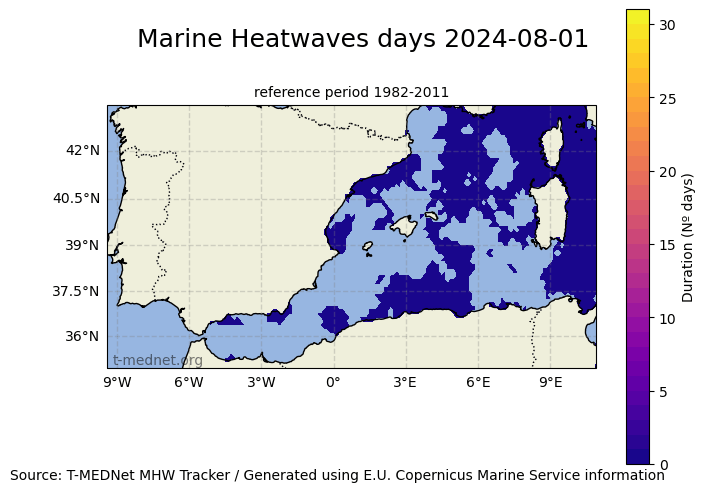 Marine Heatwaves days 2024-08-01
reference period 1982-2011
42°N
40.5°N
39°N
37.5°N
36°N
t-mednet.org
9°W 6°W 3°W 0° 3°E 6°E 9°E
30
25
20
15
10
5
0
Duration (Nº days)
Source: T-MEDNet MHW Tracker / Generated using E.U. Copernicus Marine Service information